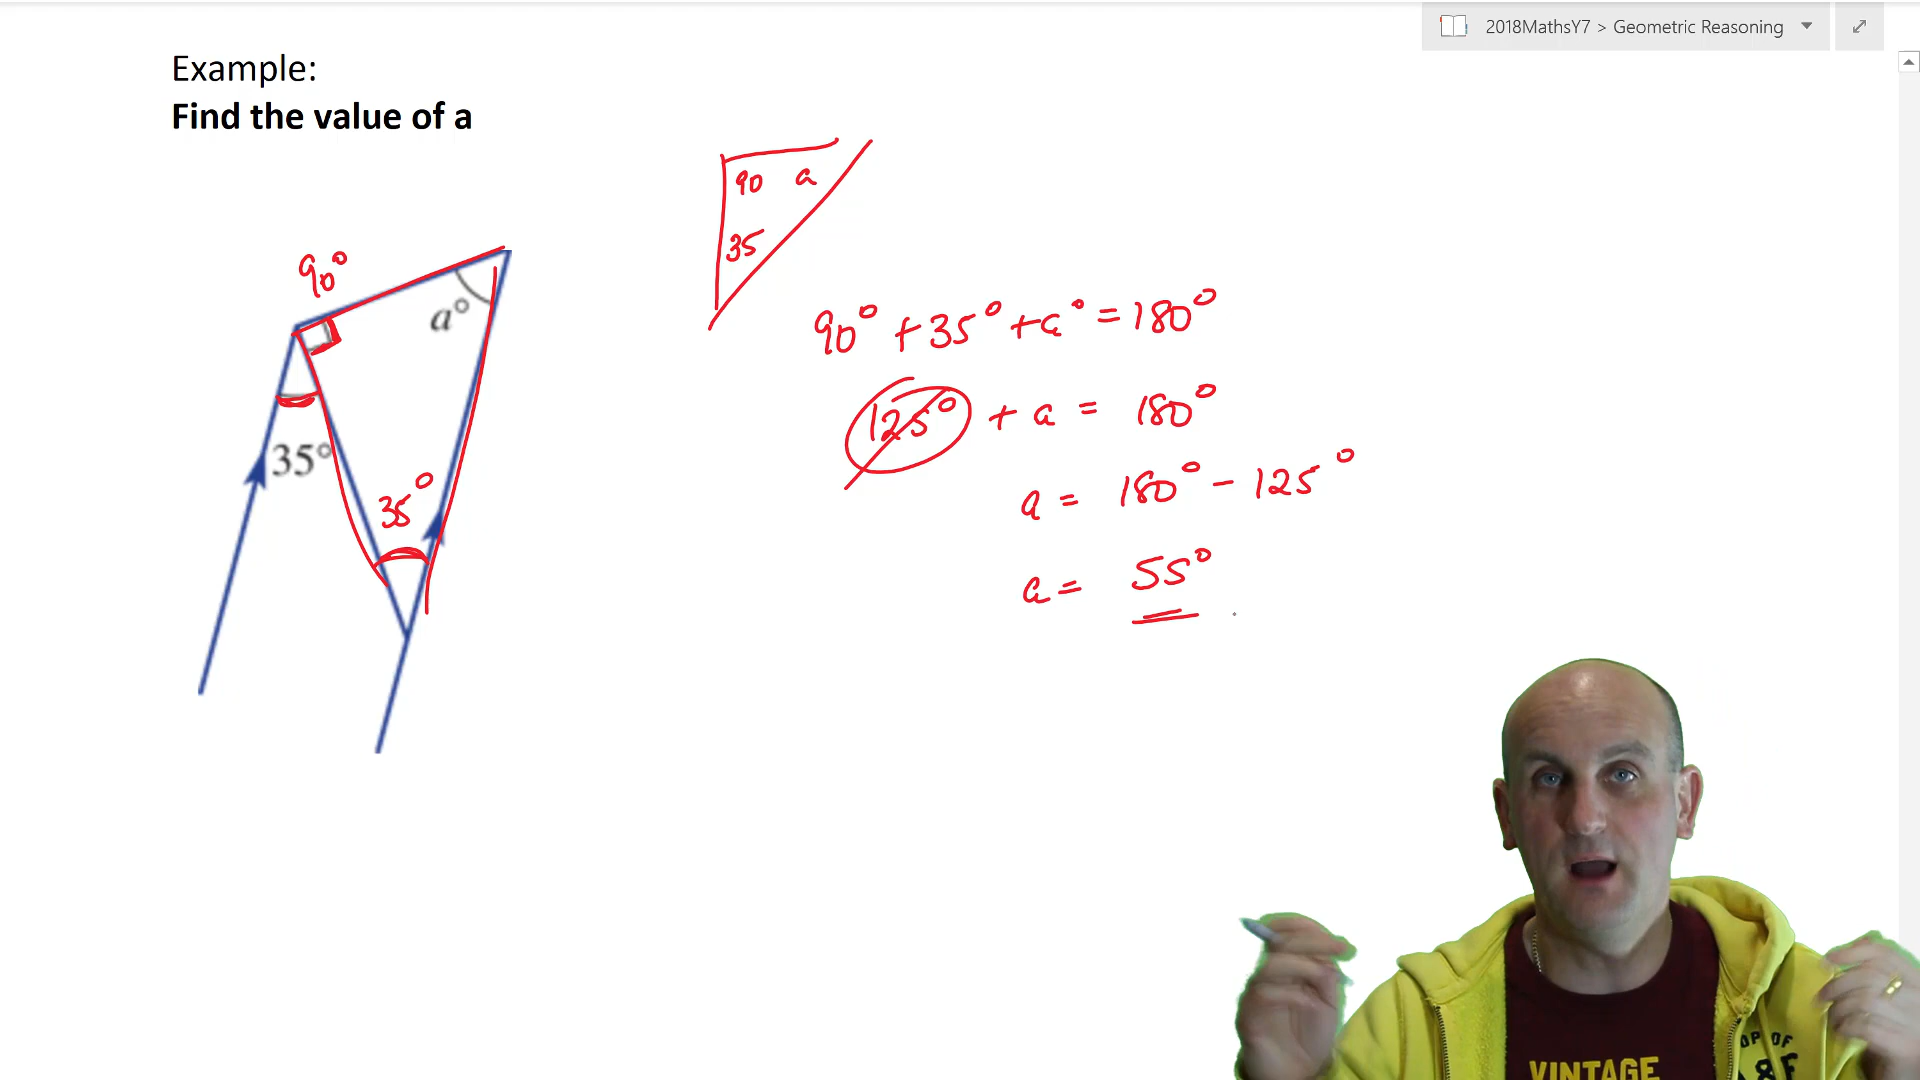 2018MathsY7 > Geometric Reasoning
Example:
Find the value of a
90 a
35
90°
a°
35°
35°
90° + 35° + a° = 180°
125° + a = 180°
a = 180° - 125°
a = 55°
VINTAGE